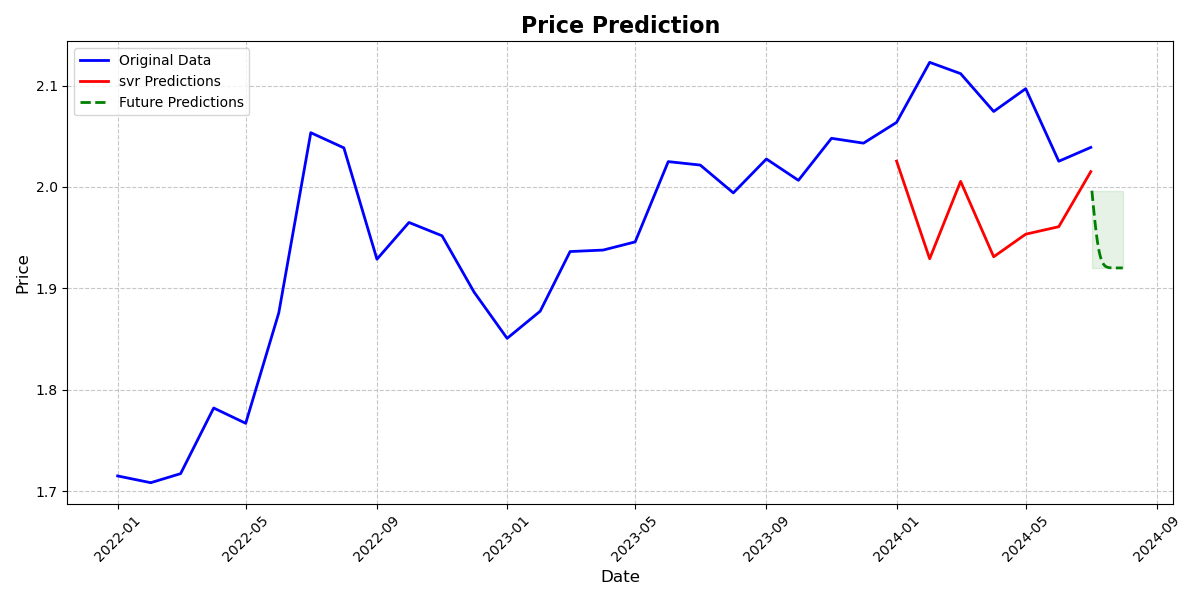 Price Prediction
Original Data
svr Predictions
Future Predictions
Price
2.1
2.0
1.9
1.8
1.7
2022-01
2022-05
2022-09
2023-01
2023-05
2023-09
2024-01
2024-05
2024-09
Date